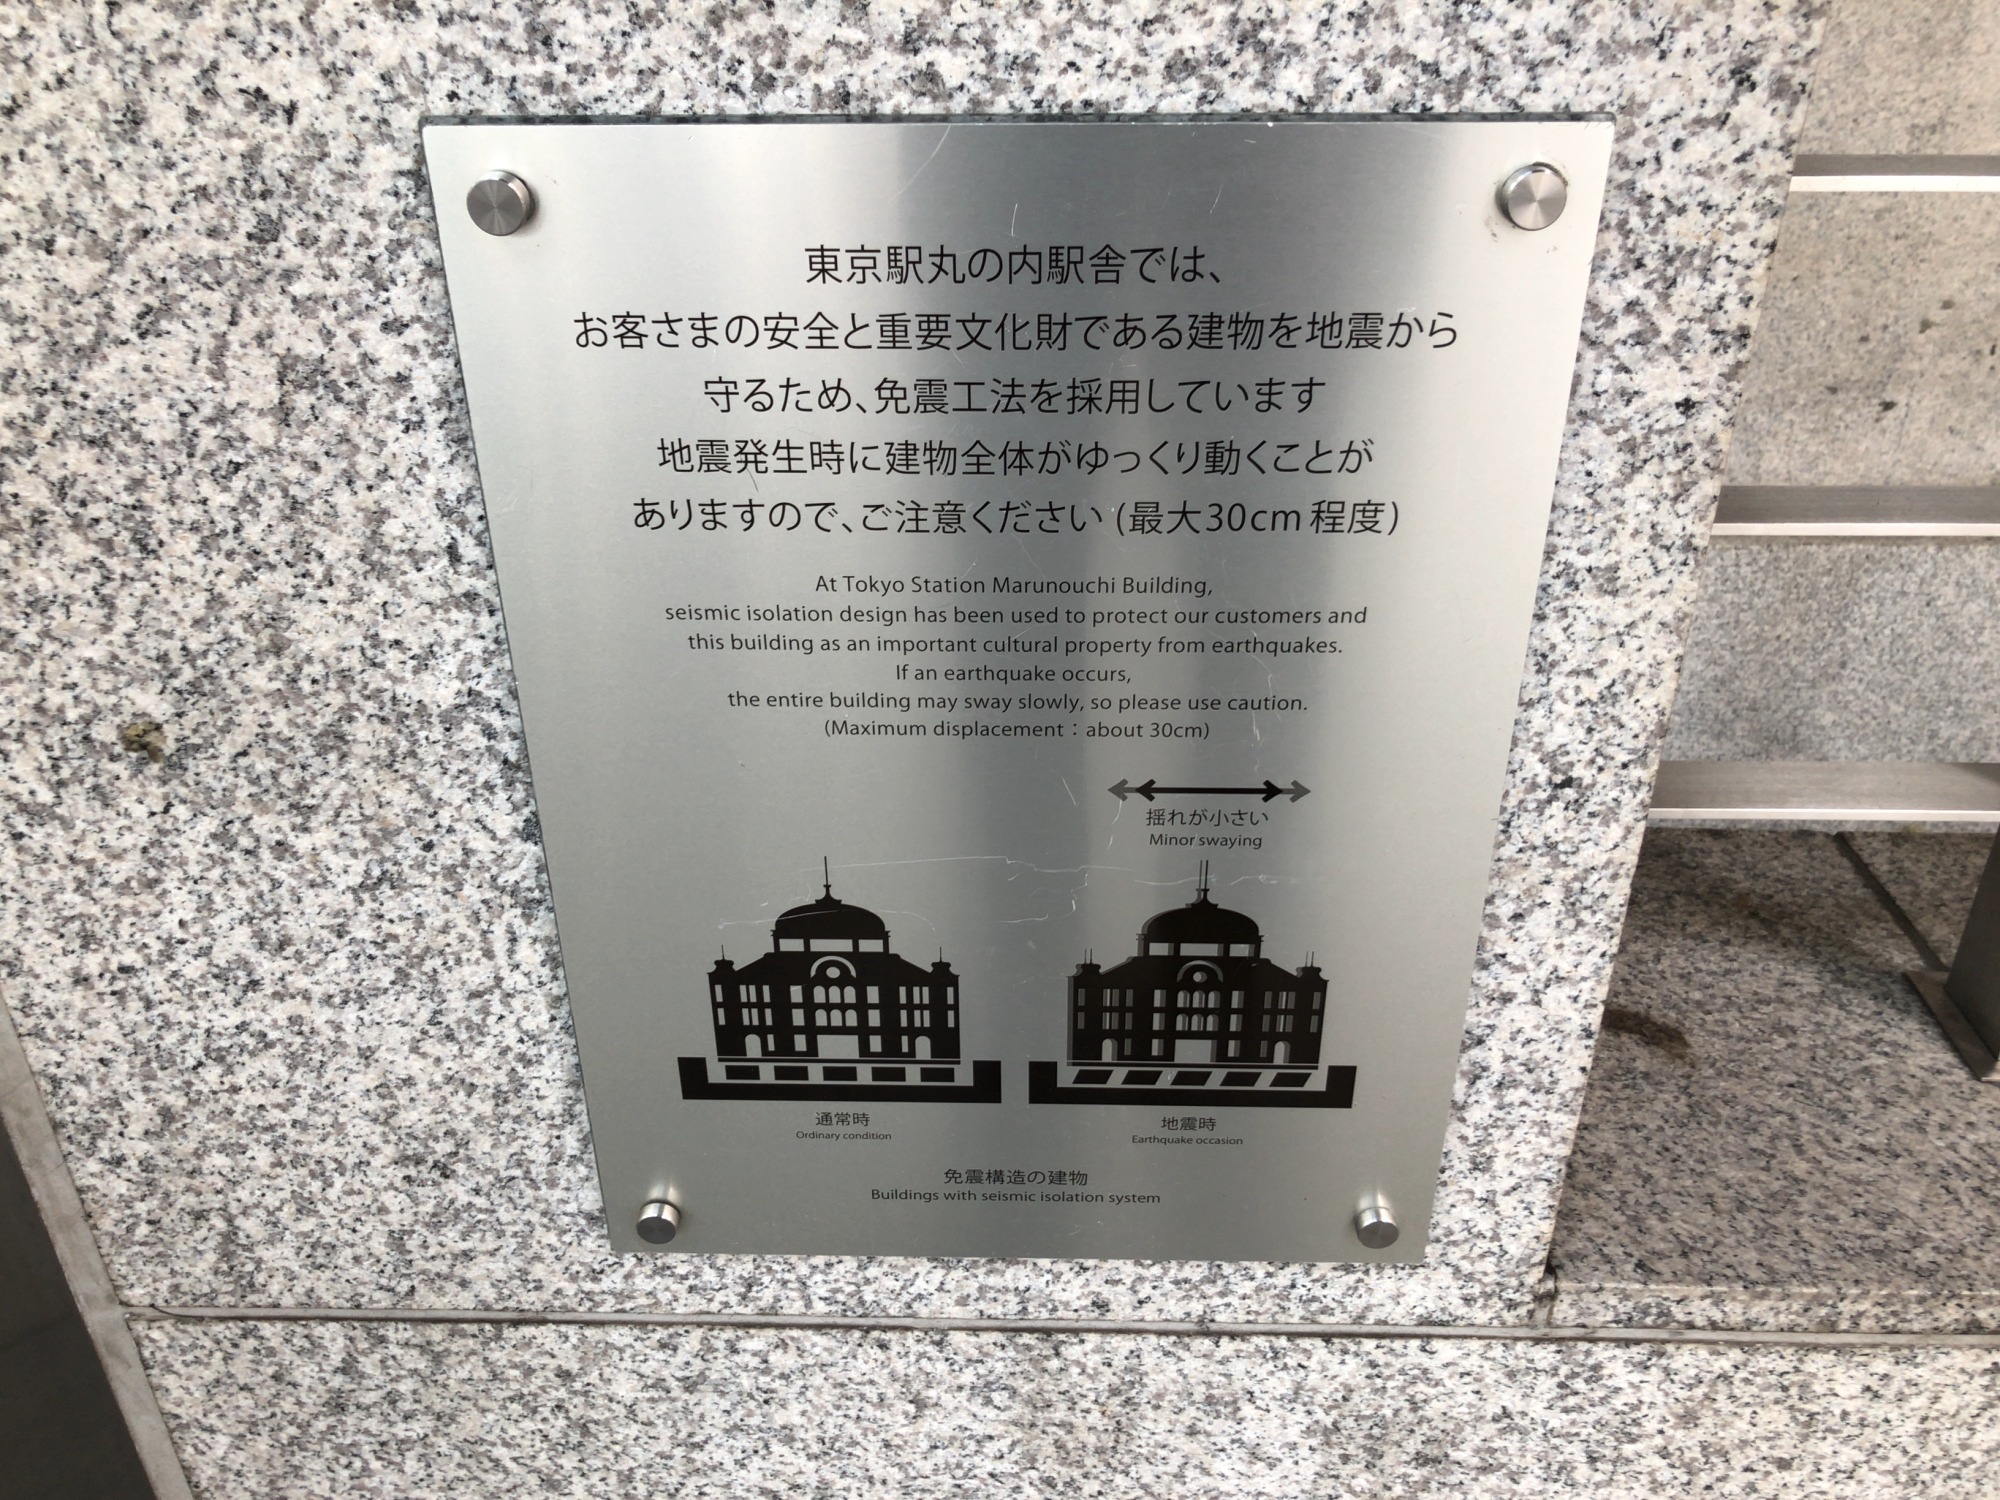 東京駅丸の内駅舎では、
お客さまの安全と重要文化財である建物を地震から
守るため、免震工法を採用しています
地震発生時に建物全体がゆっくり動くことが
ありますので、ご注意ください (最大30cm 程度)
At Tokyo Station Marunouchi Building,
seismic isolation design has been used to protect our customers and
this building as an important cultural property from earthquakes.
If an earthquake occurs,
the entire building may sway slowly, so please use caution.
(Maximum displacement：about 30cm)
揺れが小さい
Minor swaying
通常時
Ordinary condition
地震時
Earthquake occasion
免震構造の建物
Buildings with seismic isolation system